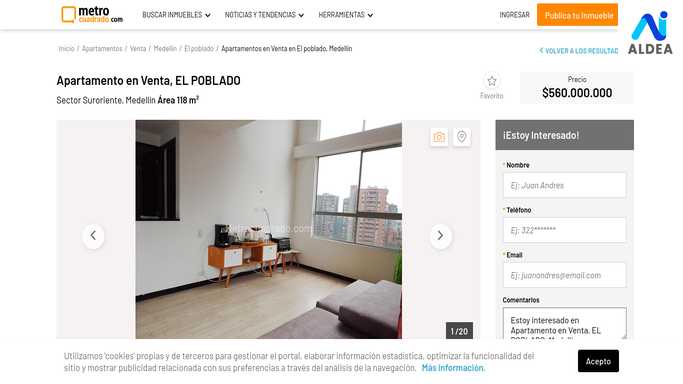 metro
cuadrado.com
BUSCAR INMUEBLES
NOTICIAS Y TENDENCIAS
HERRAMIENTAS
INGRESAR
Publica tu Inmueble
ALDEA
Inicio / Apartamentos / Venta / Medellín / El poblado / Apartamentos en Venta en El poblado, Medellín
VOLVER A LOS RESULTAD
Apartamento en Venta, EL POBLADO
Sector Suroriente, Medellín Área 118 m²
Favorito
Precio
$560.000.000
¡Estoy Interesado!
* Nombre
Ej: Juan Andres
* Teléfono
Ej: 322*******
* Email
Ej: juanandres@email.com
Comentarios
Estoy interesado en
Apartamento en Venta, EL
POBLADO, Medellín
metrocuadrado.com
1 / 20
Utilizamos 'cookies' propias y de terceros para gestionar el portal, elaborar información estadística, optimizar la funcionalidad del
sitio y mostrar publicidad relacionada con sus preferencias a través del análisis de la navegación. Más información.
Acepto